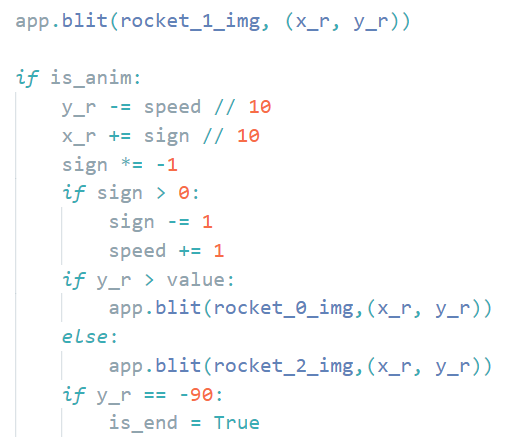 app.blit(rocket_1_img, (x_r, y_r))

if is_anim:
    y_r -= speed // 10
    x_r += sign // 10
    sign *= -1
    if sign > 0:
        sign -= 1
        speed += 1
    if y_r > value:
        app.blit(rocket_0_img,(x_r, y_r))
    else:
        app.blit(rocket_2_img,(x_r, y_r))
    if y_r == -90:
        is_end = True